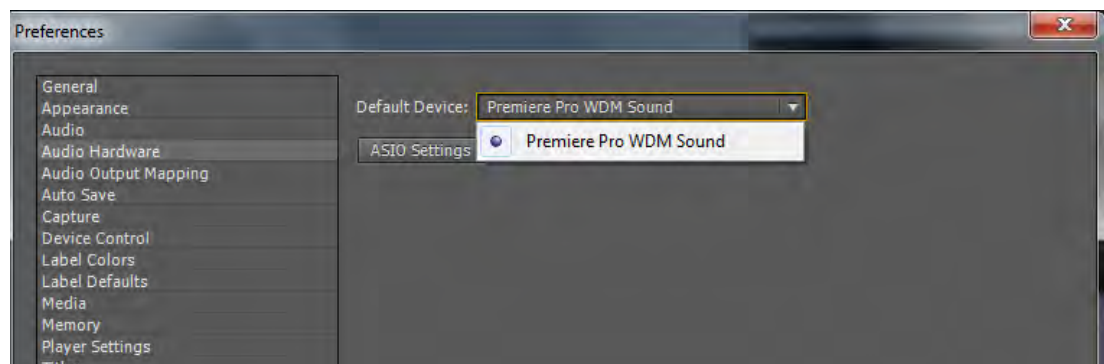 Preferences
General
Appearance
Audio
Audio Hardware
Audio Output Mapping
Auto Save
Capture
Device Control
Label Colors
Label Defaults
Media
Memory
Player Settings
Default Device: Premiere Pro WDM Sound
Premiere Pro WDM Sound
ASIO Settings